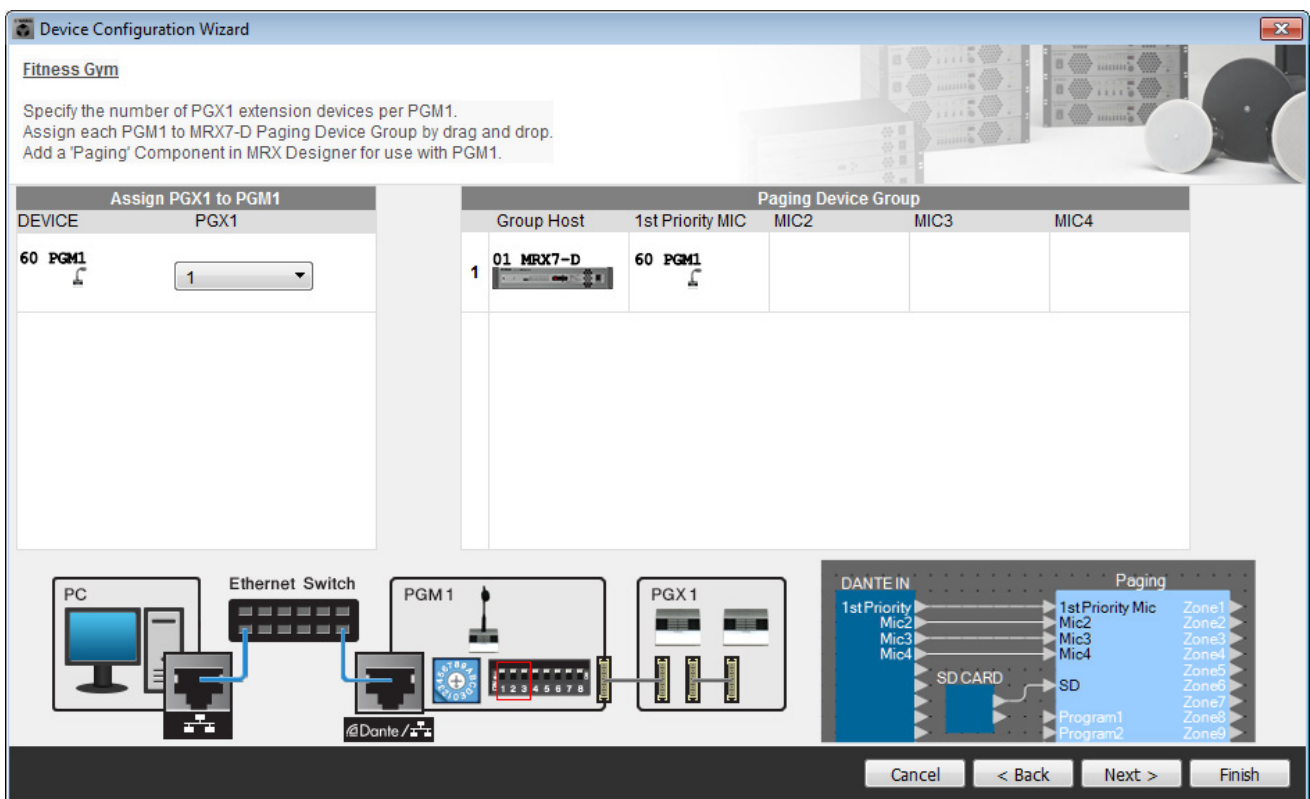 Device Configuration Wizard
Fitness Gym
Specify the number of PGX1 extension devices per PGM1.
Assign each PGM1 to MRX7-D Paging Device Group by drag and drop.
Add a 'Paging' Component in MRX Designer for use with PGM1.
Assign PGX1 to PGM1
DEVICE PGX1
60 PGM1
1
Paging Device Group
Group Host 1st Priority MIC MIC2 MIC3 MIC4
1 01 MRX7-D 60 PGM1
PC
Ethernet Switch
PGM1
1 2 3 4 5 6 7 8
Dante/
PGX1
DANTE IN
1st Priority
Mic2
Mic3
Mic4
SD CARD
Paging
1st Priority Mic Zone1
Mic2 Zone2
Mic3 Zone3
Mic4 Zone4
Zone5
SD Zone6
Zone7
Program1 Zone8
Program2 Zone9
Cancel < Back Next > Finish